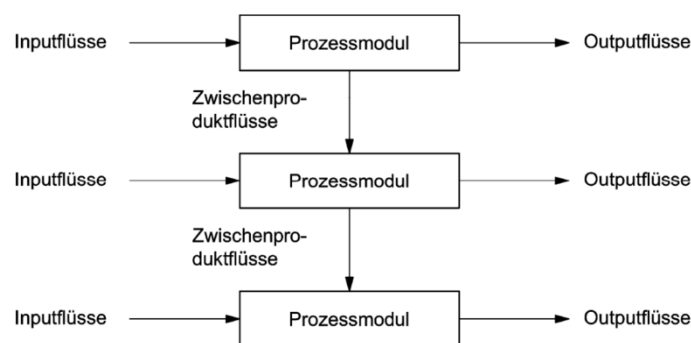 Inputflüsse
Prozessmodul
Outputflüsse
Zwischenpro-
duktflüsse
Inputflüsse
Prozessmodul
Outputflüsse
Zwischenpro-
duktflüsse
Inputflüsse
Prozessmodul
Outputflüsse